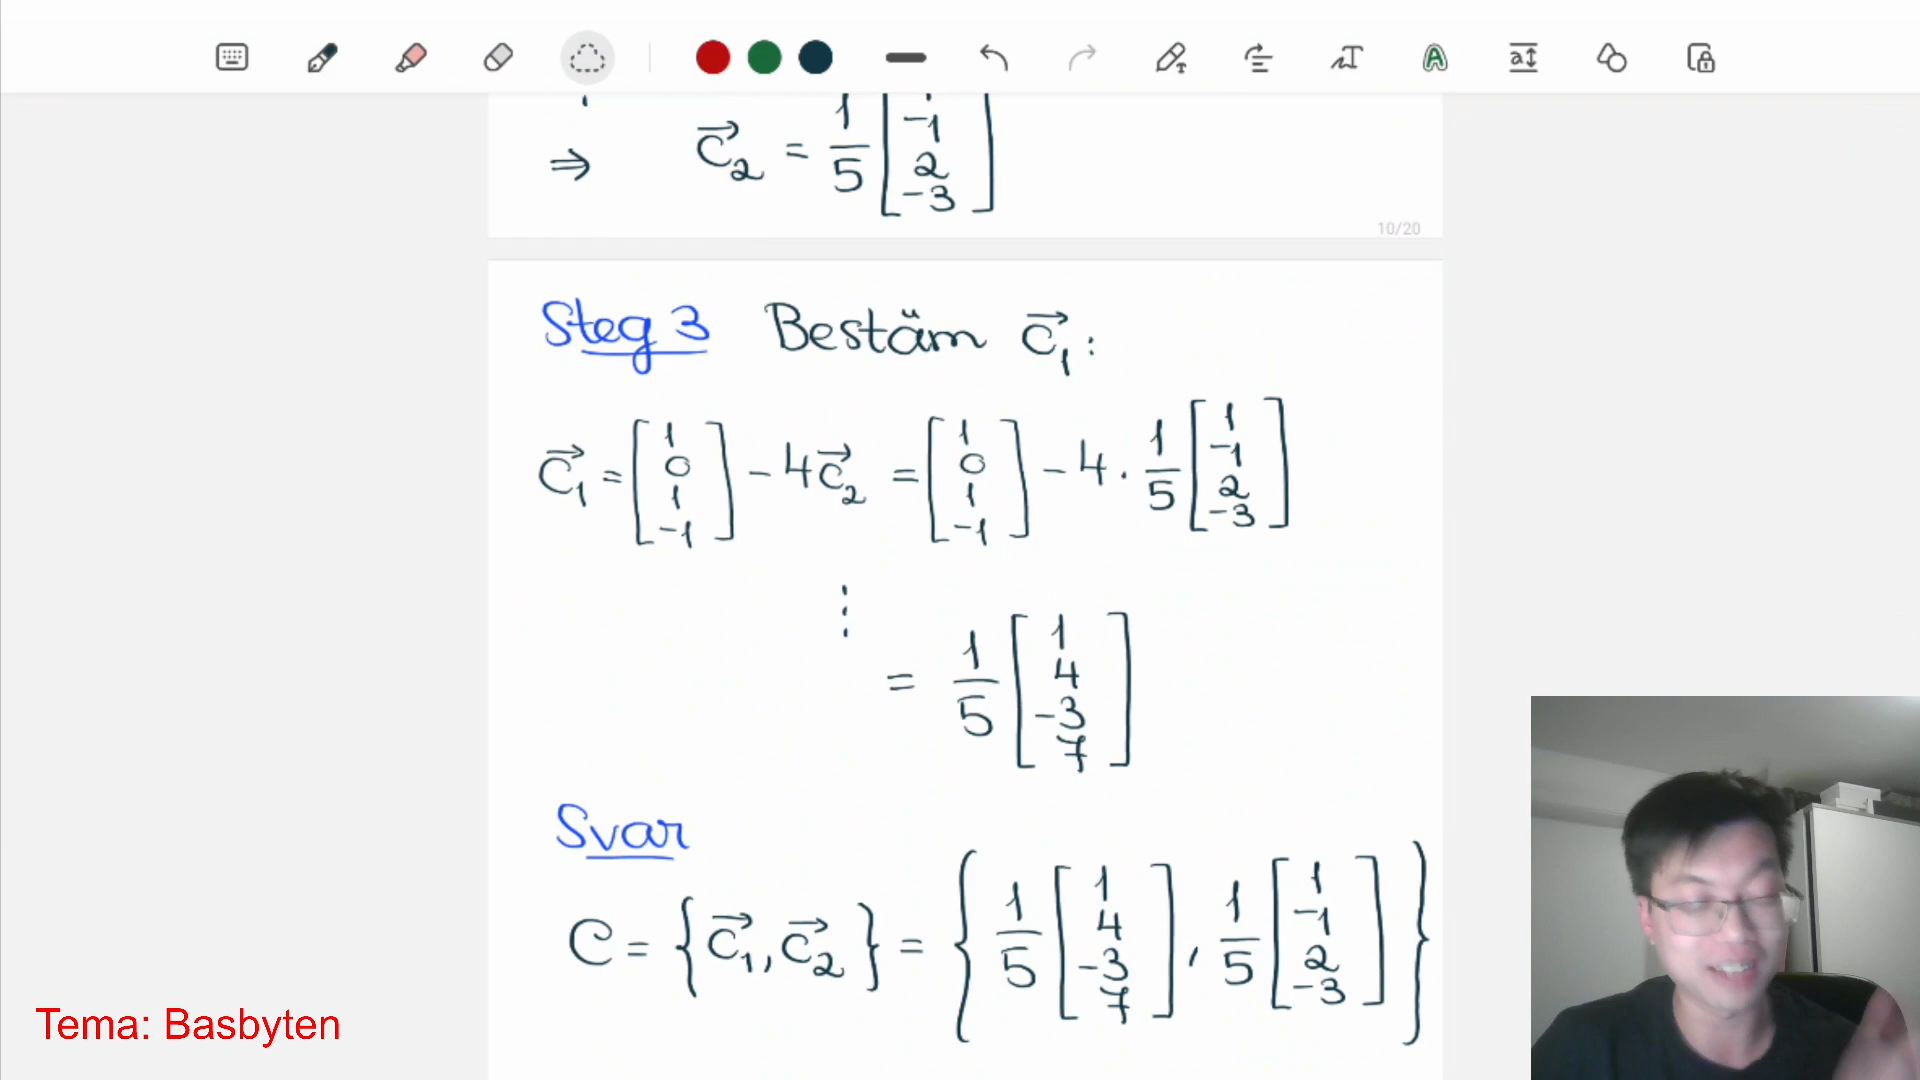 ⇒ c⃗₂ = 1/5 [1 -1 2 -3]
10/20
Steg 3 Bestäm c⃗₁:
c⃗₁ = [1 0 1 -1] - 4c⃗₂ = [1 0 1 -1] - 4 · 1/5 [1 -1 2 -3]
⋮
= 1/5 [1 4 -3 7]
Svar
C = {c⃗₁, c⃗₂} = {1/5 [1 4 -3 7], 1/5 [1 -1 2 -3]}
Tema: Basbyten